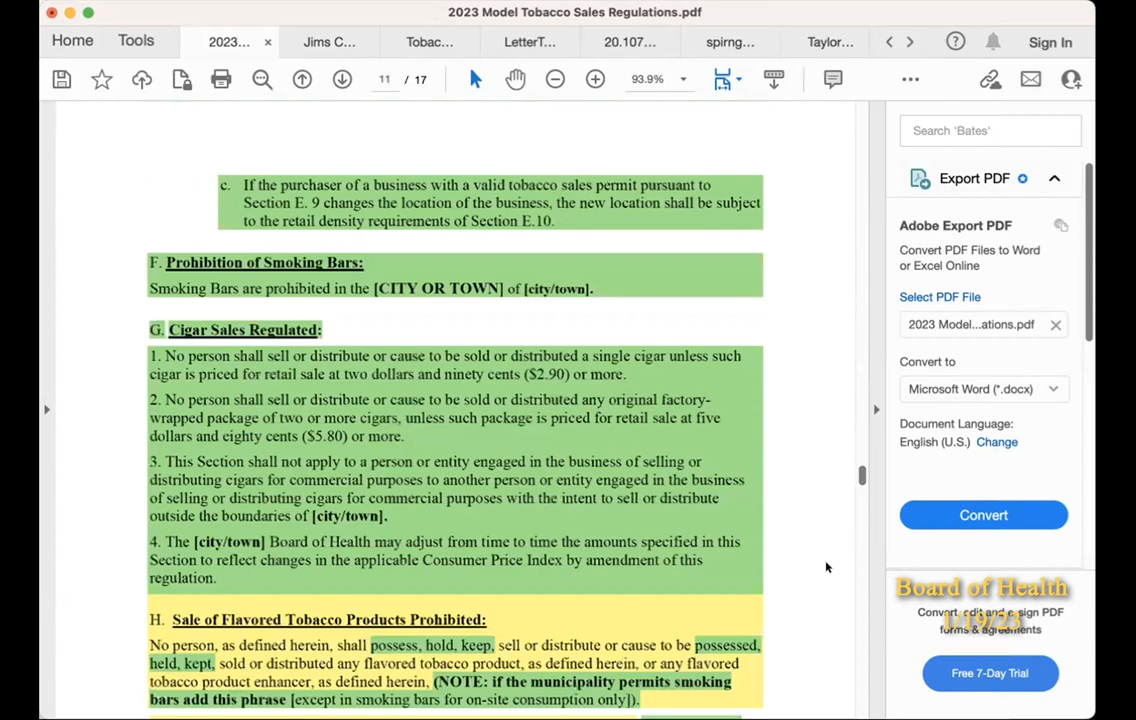 2023 Model Tobacco Sales Regulations.pdf
Home Tools 2023... × Jims C... Tobac... LetterT... 20.107... spirng... Taylor... Sign In
11 / 17 93.9%
c. If the purchaser of a business with a valid tobacco sales permit pursuant to
Section E. 9 changes the location of the business, the new location shall be subject
to the retail density requirements of Section E.10.
F. Prohibition of Smoking Bars:
Smoking Bars are prohibited in the [CITY OR TOWN] of [city/town].
G. Cigar Sales Regulated:
1. No person shall sell or distribute or cause to be sold or distributed a single cigar unless such
cigar is priced for retail sale at two dollars and ninety cents ($2.90) or more.
2. No person shall sell or distribute or cause to be sold or distributed any original factory-
wrapped package of two or more cigars, unless such package is priced for retail sale at five
dollars and eighty cents ($5.80) or more.
3. This Section shall not apply to a person or entity engaged in the business of selling or
distributing cigars for commercial purposes to another person or entity engaged in the business
of selling or distributing cigars for commercial purposes with the intent to sell or distribute
outside the boundaries of [city/town].
4. The [city/town] Board of Health may adjust from time to time the amounts specified in this
Section to reflect changes in the applicable Consumer Price Index by amendment of this
regulation.
H. Sale of Flavored Tobacco Products Prohibited:
No person, as defined herein, shall possess, hold, keep, sell or distribute or cause to be possessed,
held, kept, sold or distributed any flavored tobacco product, as defined herein, or any flavored
tobacco product enhancer, as defined herein, (NOTE: if the municipality permits smoking
bars add this phrase [except in smoking bars for on-site consumption only]).
Search 'Bates'
Export PDF
Adobe Export PDF
Convert PDF Files to Word
or Excel Online
Select PDF File
2023 Model...ations.pdf
Convert to
Microsoft Word (*.docx)
Document Language:
English (U.S.) Change
Convert
Board of Health
1/19/23
Convert, edit and e-sign PDF
forms & agreements
Free 7-Day Trial